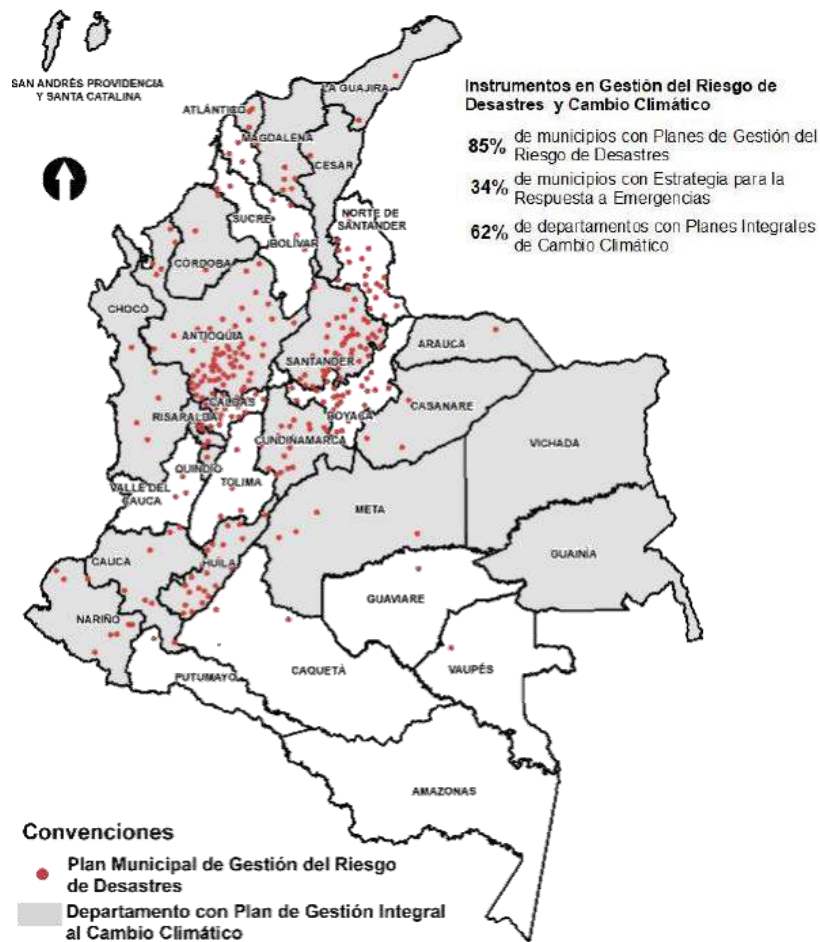 SAN ANDRÉS PROVIDENCIA
Y SANTA CATALINA
LA GUAJIRA
Instrumentos en Gestión del Riesgo de
Desastres y Cambio Climático
85% de municipios con Planes de Gestión del
Riesgo de Desastres
34% de municipios con Estrategia para la
Respuesta a Emergencias
62% de departamentos con Planes Integrales
de Cambio Climático
ATLÁNTICO
MAGDALENA
CESAR
SUCRE
NORTE DE
SANTANDER
BOLÍVAR
CÓRDOBA
CHOCÓ
ANTIOQUIA
SANTANDER
ARAUCA
CALDAS
CASANARE
RISARALDA
BOYACÁ
CUNDINAMARCA
VICHADA
QUINDÍO
TOLIMA
VALLE DEL
CAUCA
META
GUAINÍA
CAUCA
HUILA
GUAVIARE
NARIÑO
CAQUETÁ
VAUPÉS
PUTUMAYO
AMAZONAS
Convenciones
Plan Municipal de Gestión del Riesgo
de Desastres
Departamento con Plan de Gestión Integral
al Cambio Climático